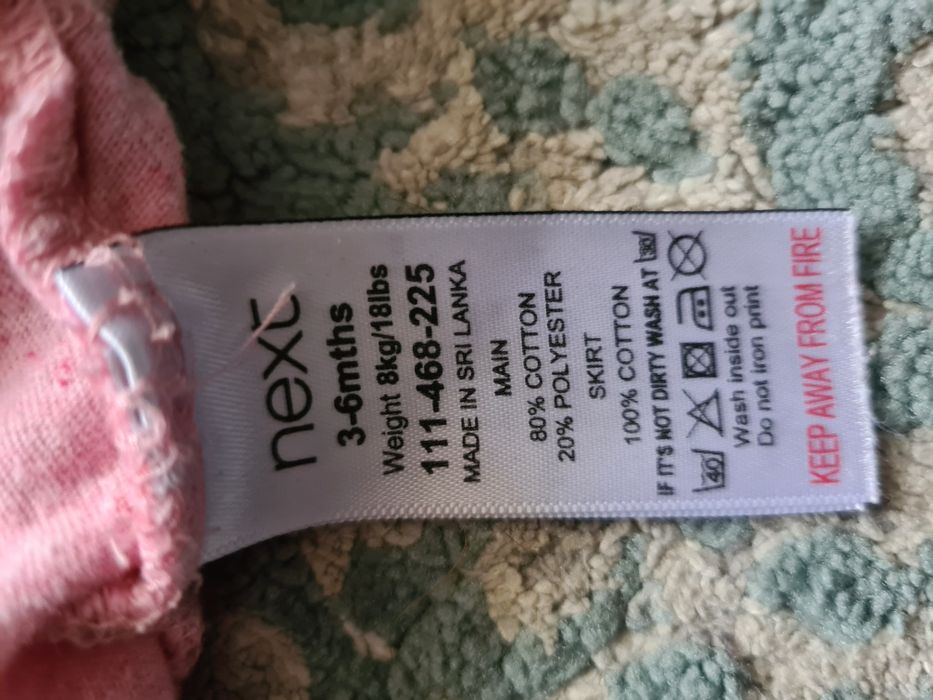 next
3-6mths
Weight 8kg/18lbs
111-468-225
MADE IN SRI LANKA
MAIN
80% COTTON
20% POLYESTER
SKIRT
100% COTTON
IF IT'S NOT DIRTY WASH AT 30
40
Wash inside out
Do not iron print
KEEP AWAY FROM FIRE